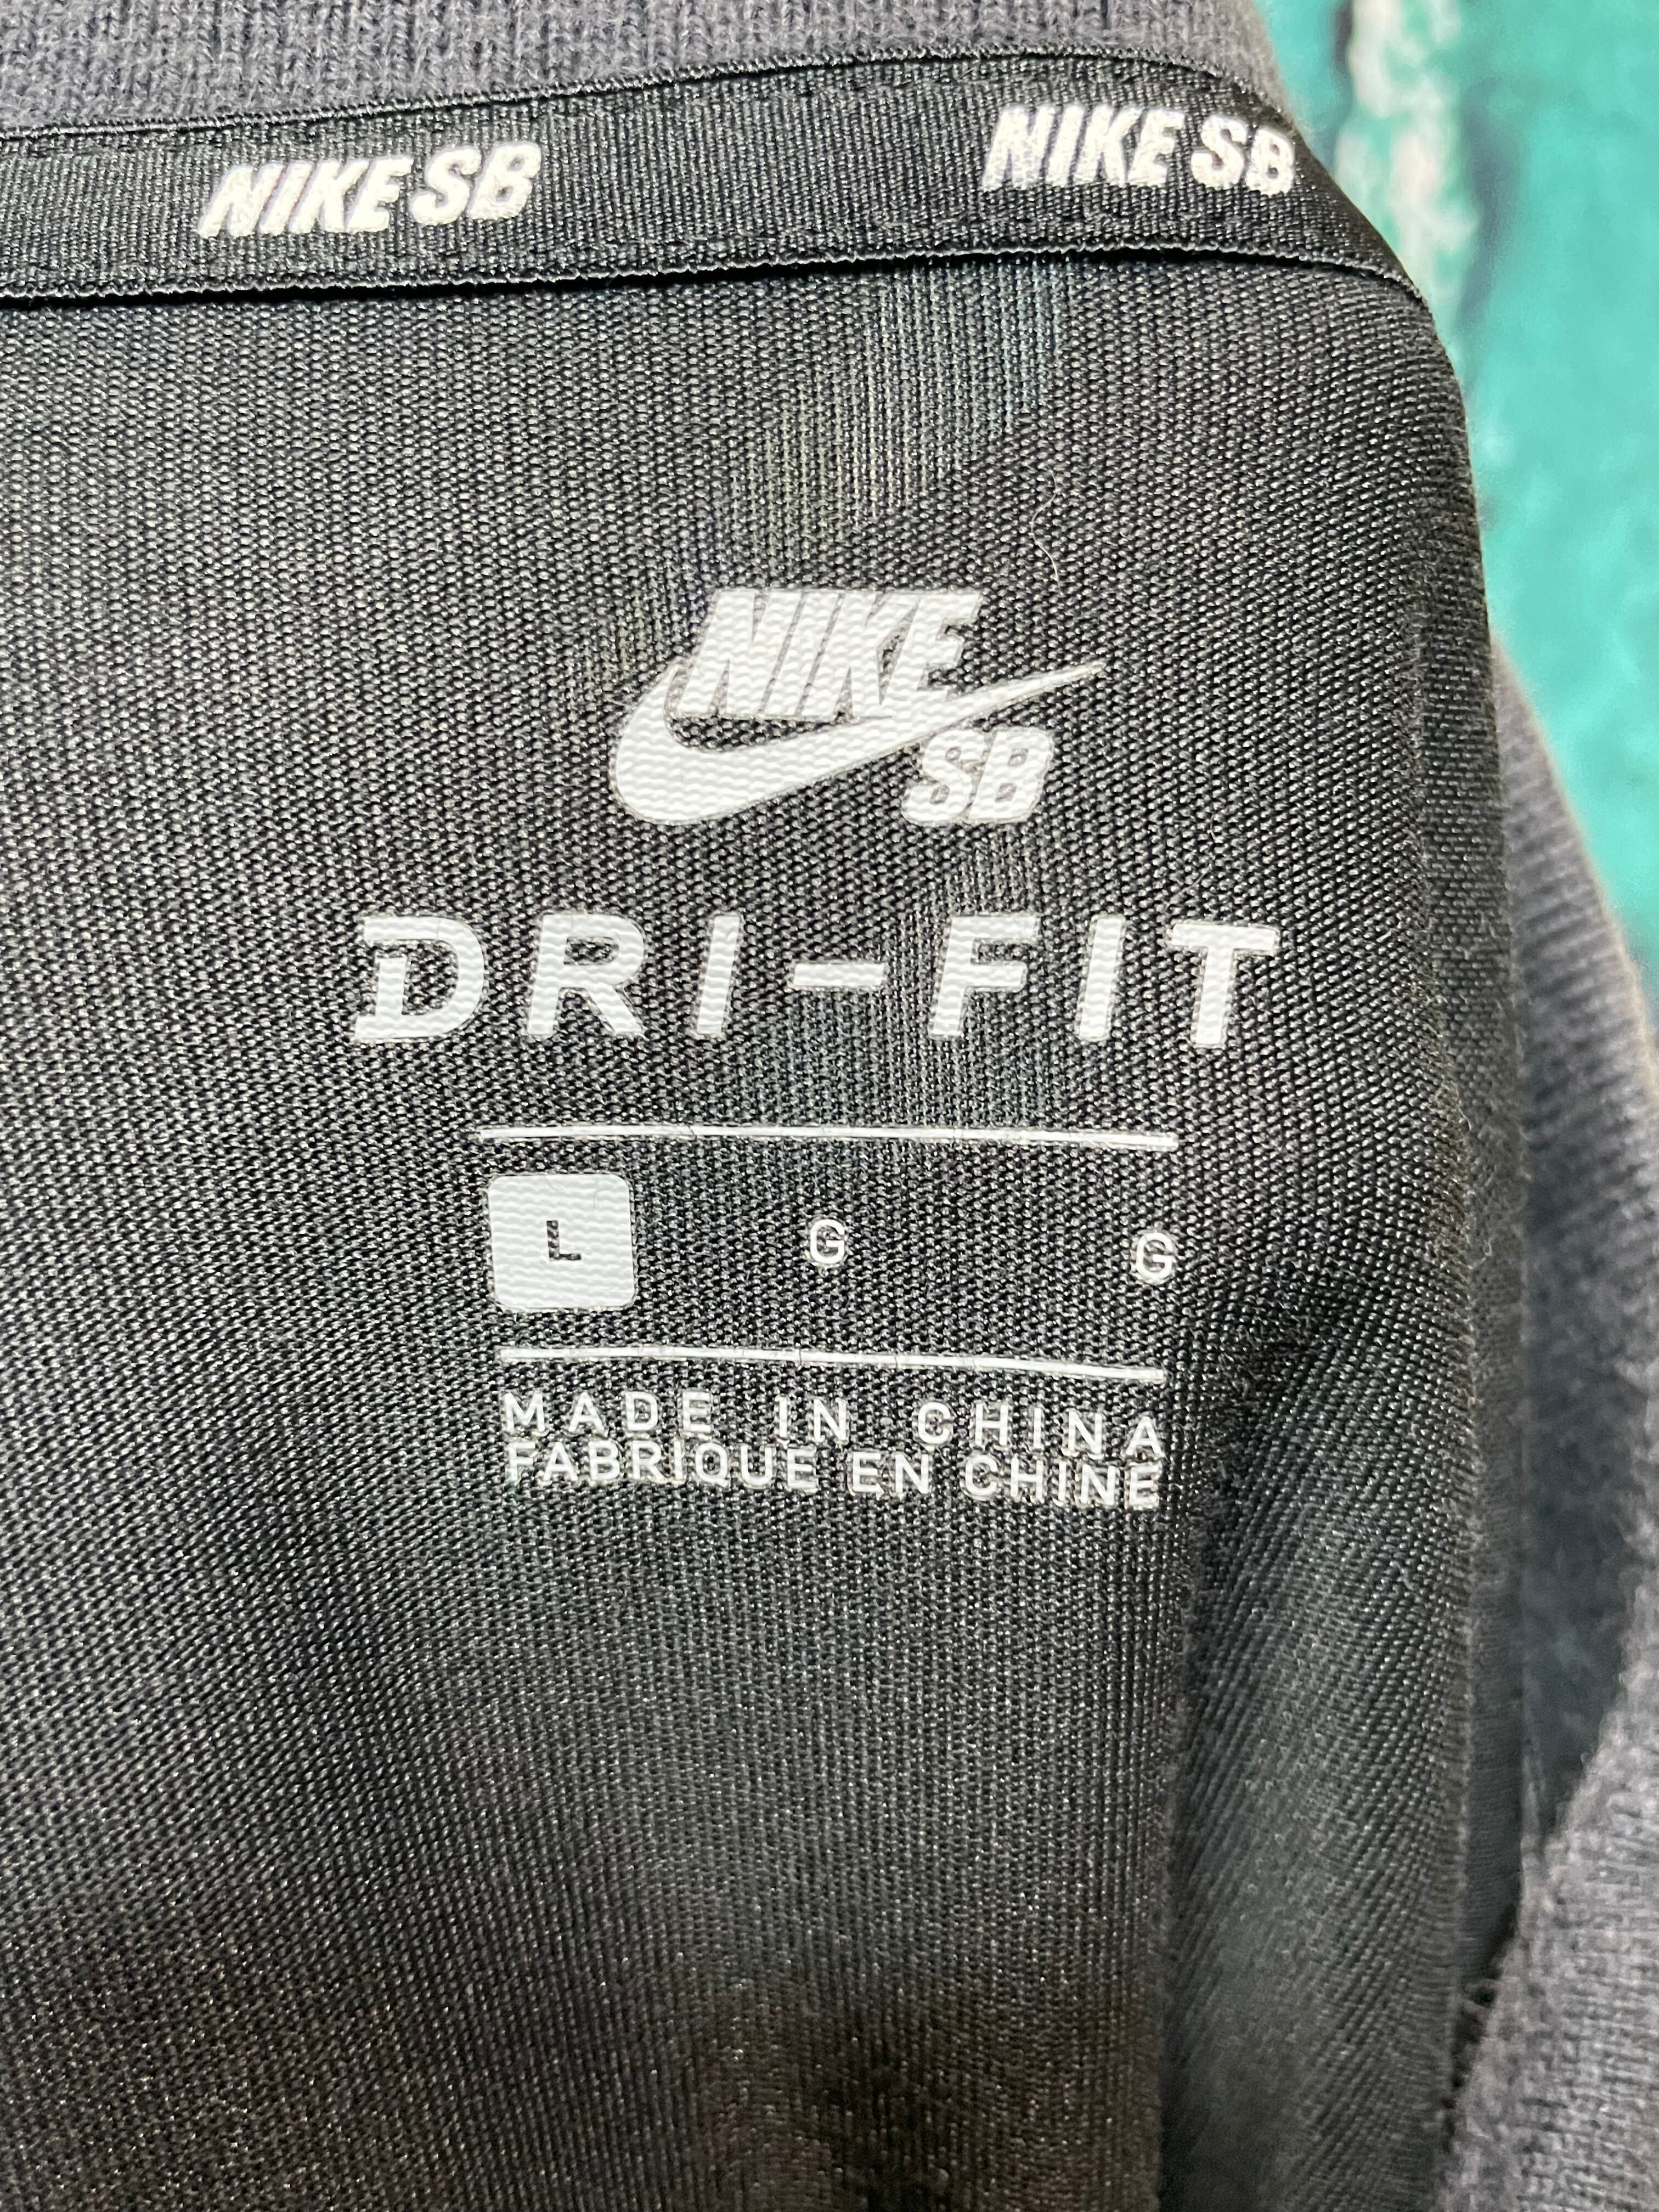 NIKE SB NIKE SB
NIKE
SB
DRI-FIT
L G G
MADE IN CHINA
FABRIQUE EN CHINE